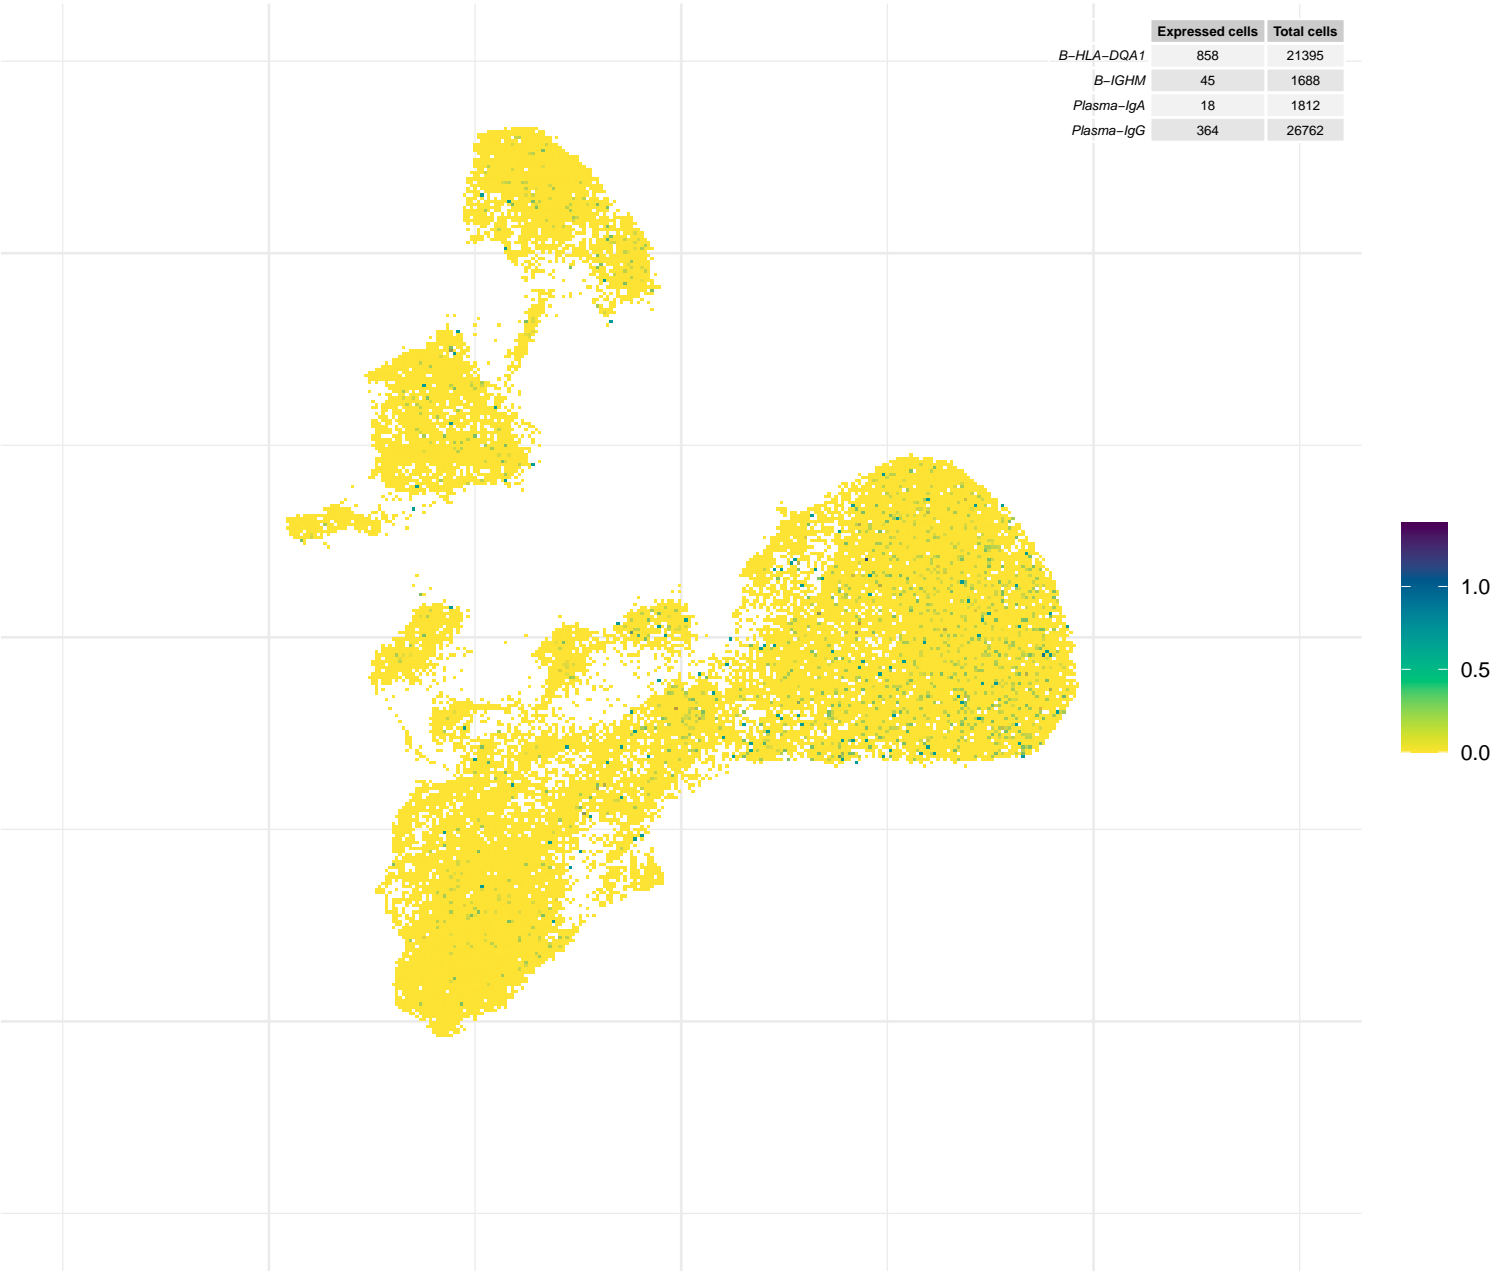 Expressed cells Total cells
B−HLA−DQA1 858 21395
B−IGHM 45 1688
Plasma−IgA 18 1812
Plasma−IgG 364 26762
1.0
0.5
0.0